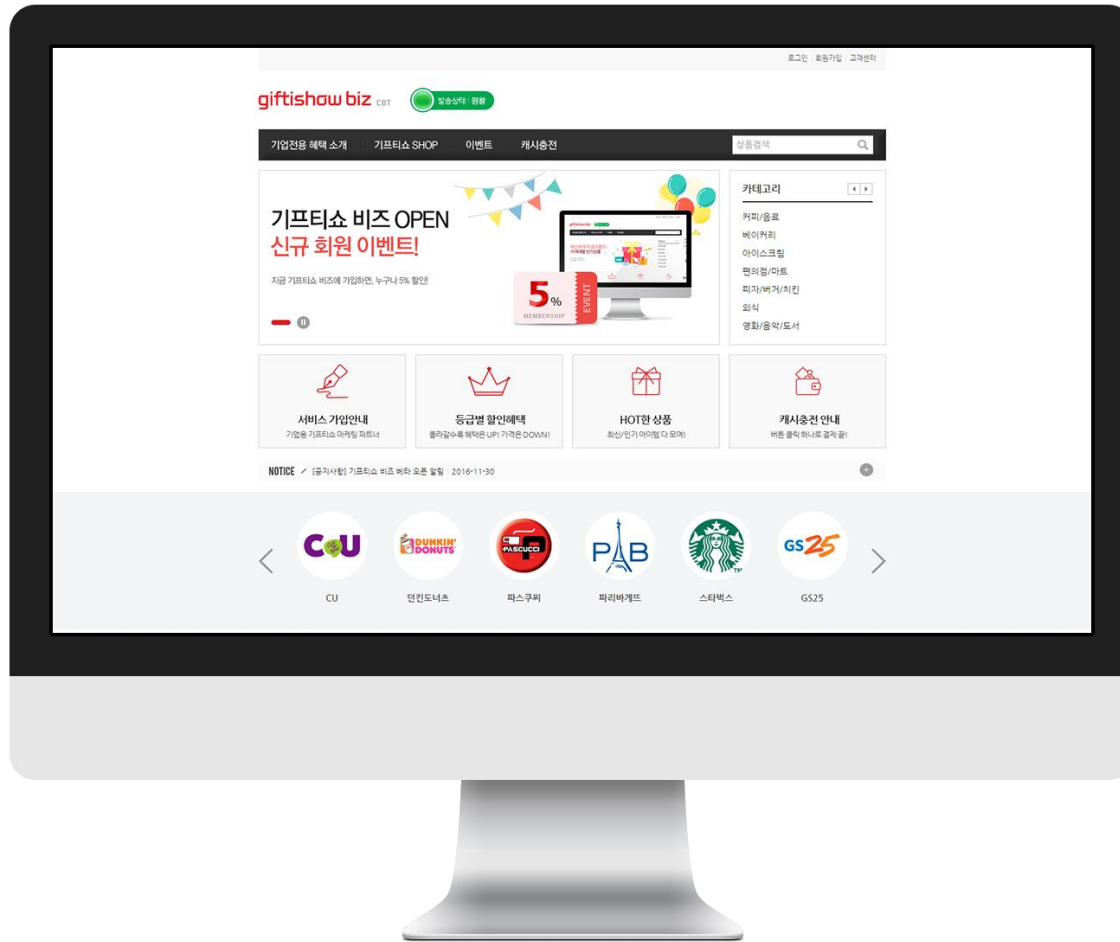 로그인 회원가입 고객센터
giftishow biz CBT 발송상태 : 원활
기업전용 혜택 소개 기프티쇼 SHOP 이벤트 캐시충전 상품검색
기프티쇼 비즈 OPEN
신규 회원 이벤트!
지금 기프티쇼 비즈에 가입하면, 누구나 5% 할인!
5%
MEMBERSHIP
EVENT
카테고리
커피/음료
베이커리
아이스크림
편의점/마트
피자/버거/치킨
외식
영화/음악/도서
서비스 가입안내
기업용 기프티쇼 마케팅 파트너
등급별 할인혜택
올라갈수록 혜택은 UP! 가격은 DOWN!
HOT한 상품
최신/인기 아이템 다 모여!
캐시충전 안내
버튼 클릭 하나로 결제 끝!
NOTICE / [공지사항] 기프티쇼 비즈 베타 오픈 알림 2016-11-30
CU
DUNKIN'
DONUTS
PASCUCCI
PB
GS25
CU 던킨도너츠 파스쿠찌 파리바게뜨 스타벅스 GS25